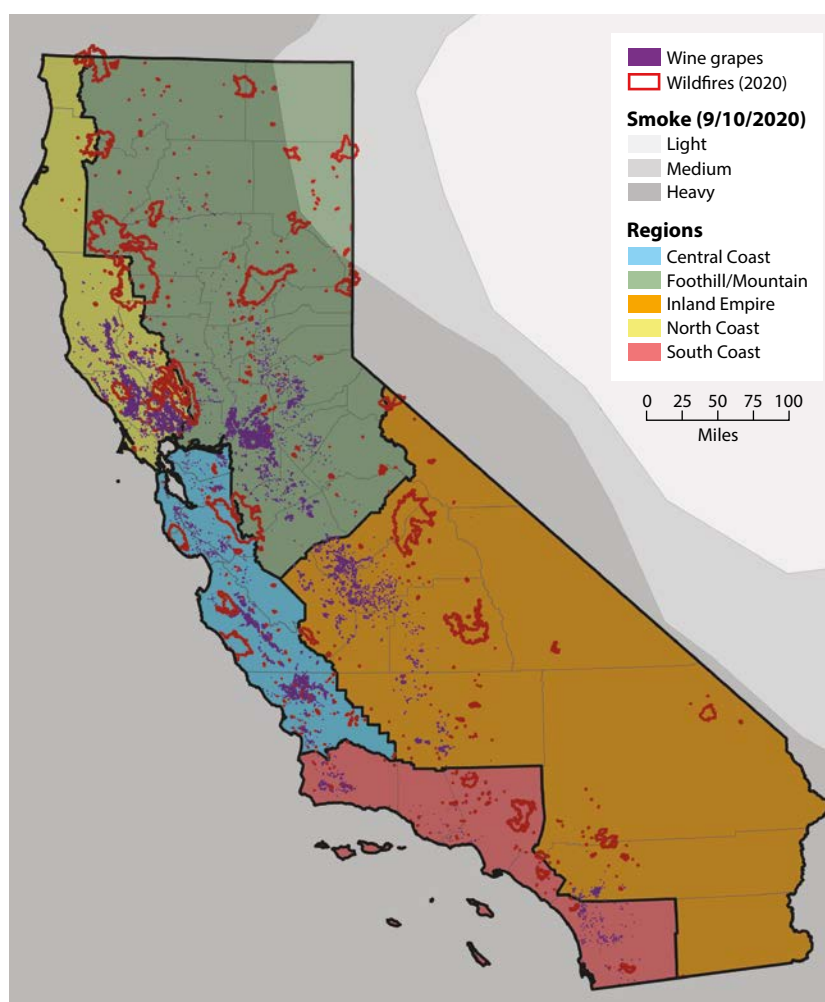 Wine grapes
Wildfires (2020)
Smoke (9/10/2020)
Light
Medium
Heavy
Regions
Central Coast
Foothill/Mountain
Inland Empire
North Coast
South Coast
0 25 50 75 100
Miles